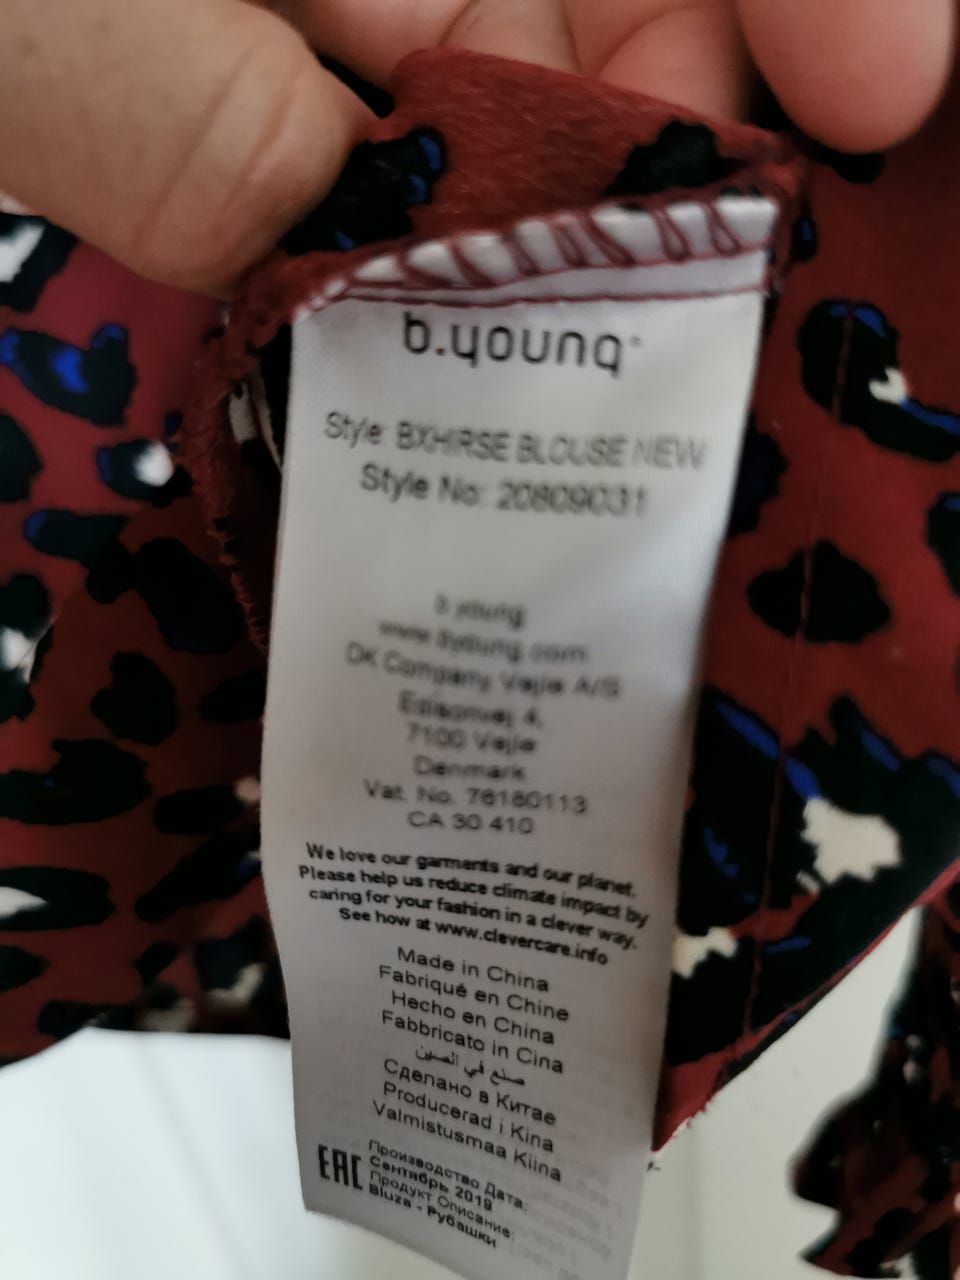 b.young®
Style: BXHIRSE BLOUSE NEW
Style No: 20809031
b.young
www.byoung.com
DK Company Vejle A/S
Edisonvej 4,
7100 Vejle
Denmark
Vat. No. 76180113
CA 30 410
We love our garments and our planet.
Please help us reduce climate impact by
caring for your fashion in a clever way.
See how at www.clevercare.info
Made in China
Fabriqué en Chine
Hecho en China
Fabbricato in Cina
صنع في الصين
Сделано в Китае
Producerad i Kina
Valmistusmaa Kiina
EAC
Производство Дата:
Сентябрь 2019
Продукт Описание:
Bluza - Рубашки